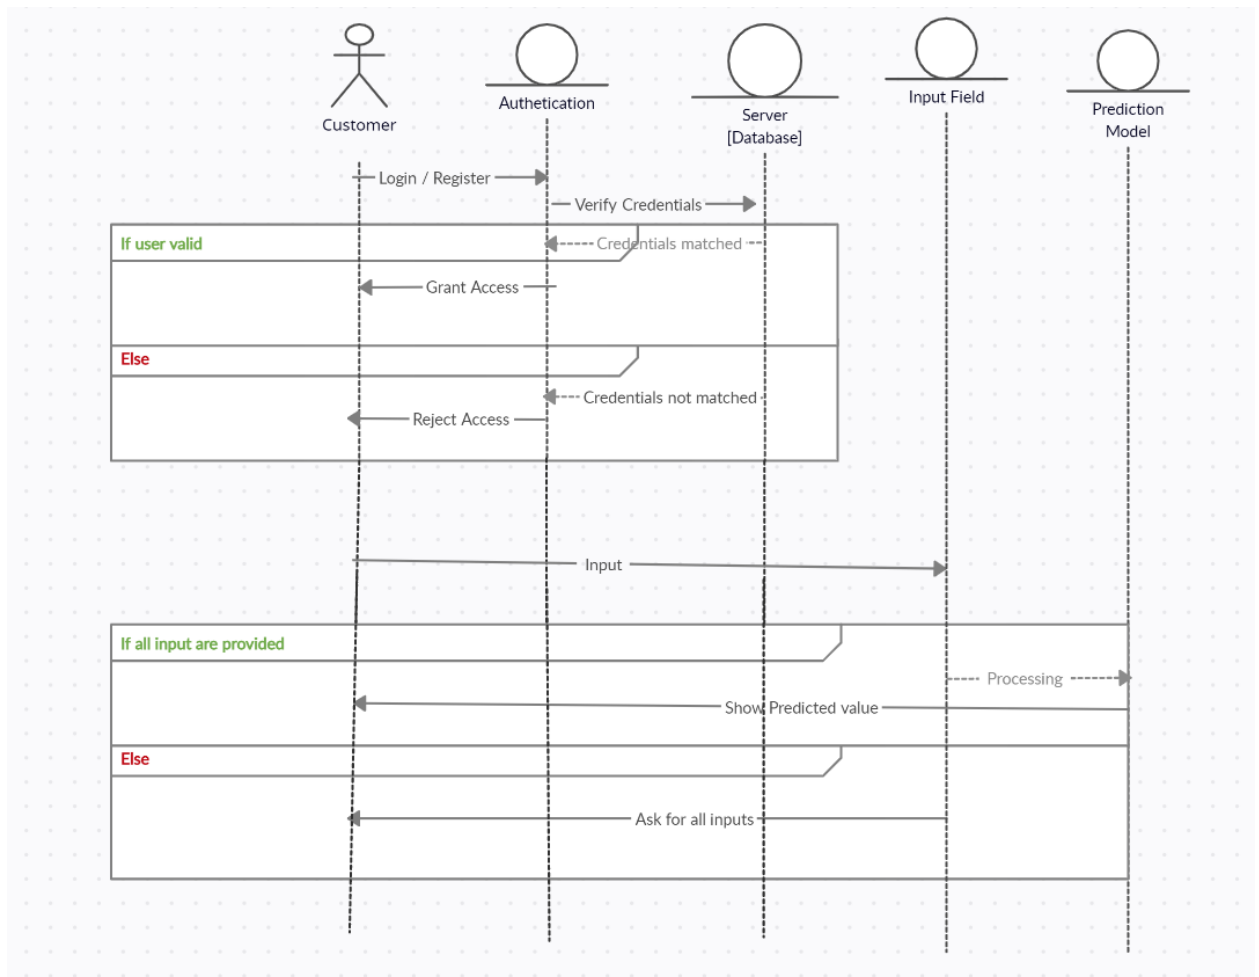 Customer
Authetication
Server
[Database]
Input Field
Prediction
Model
Login / Register
Verify Credentials
If user valid
Credentials matched
Grant Access
Else
Credentials not matched
Reject Access
Input
If all input are provided
Processing
Show Predicted value
Else
Ask for all inputs